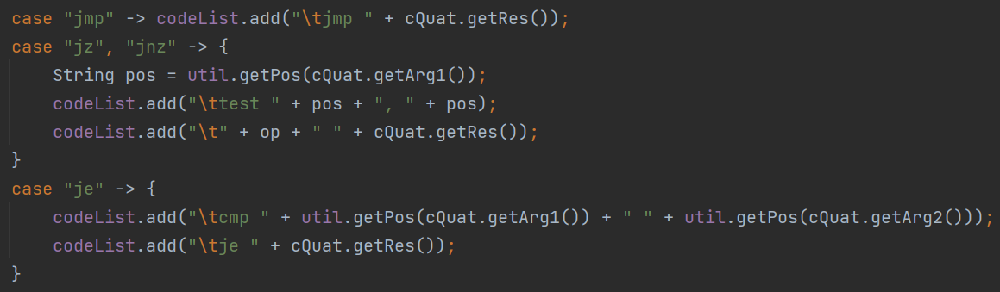 case "jmp" -> codeList.add("\tjmp " + cQuat.getRes());
case "jz", "jnz" -> {
    String pos = util.getPos(cQuat.getArg1());
    codeList.add("\ttest " + pos + ", " + pos);
    codeList.add("\t" + op + " " + cQuat.getRes());
}
case "je" -> {
    codeList.add("\tcmp " + util.getPos(cQuat.getArg1()) + " " + util.getPos(cQuat.getArg2()));
    codeList.add("\tje " + cQuat.getRes());
}